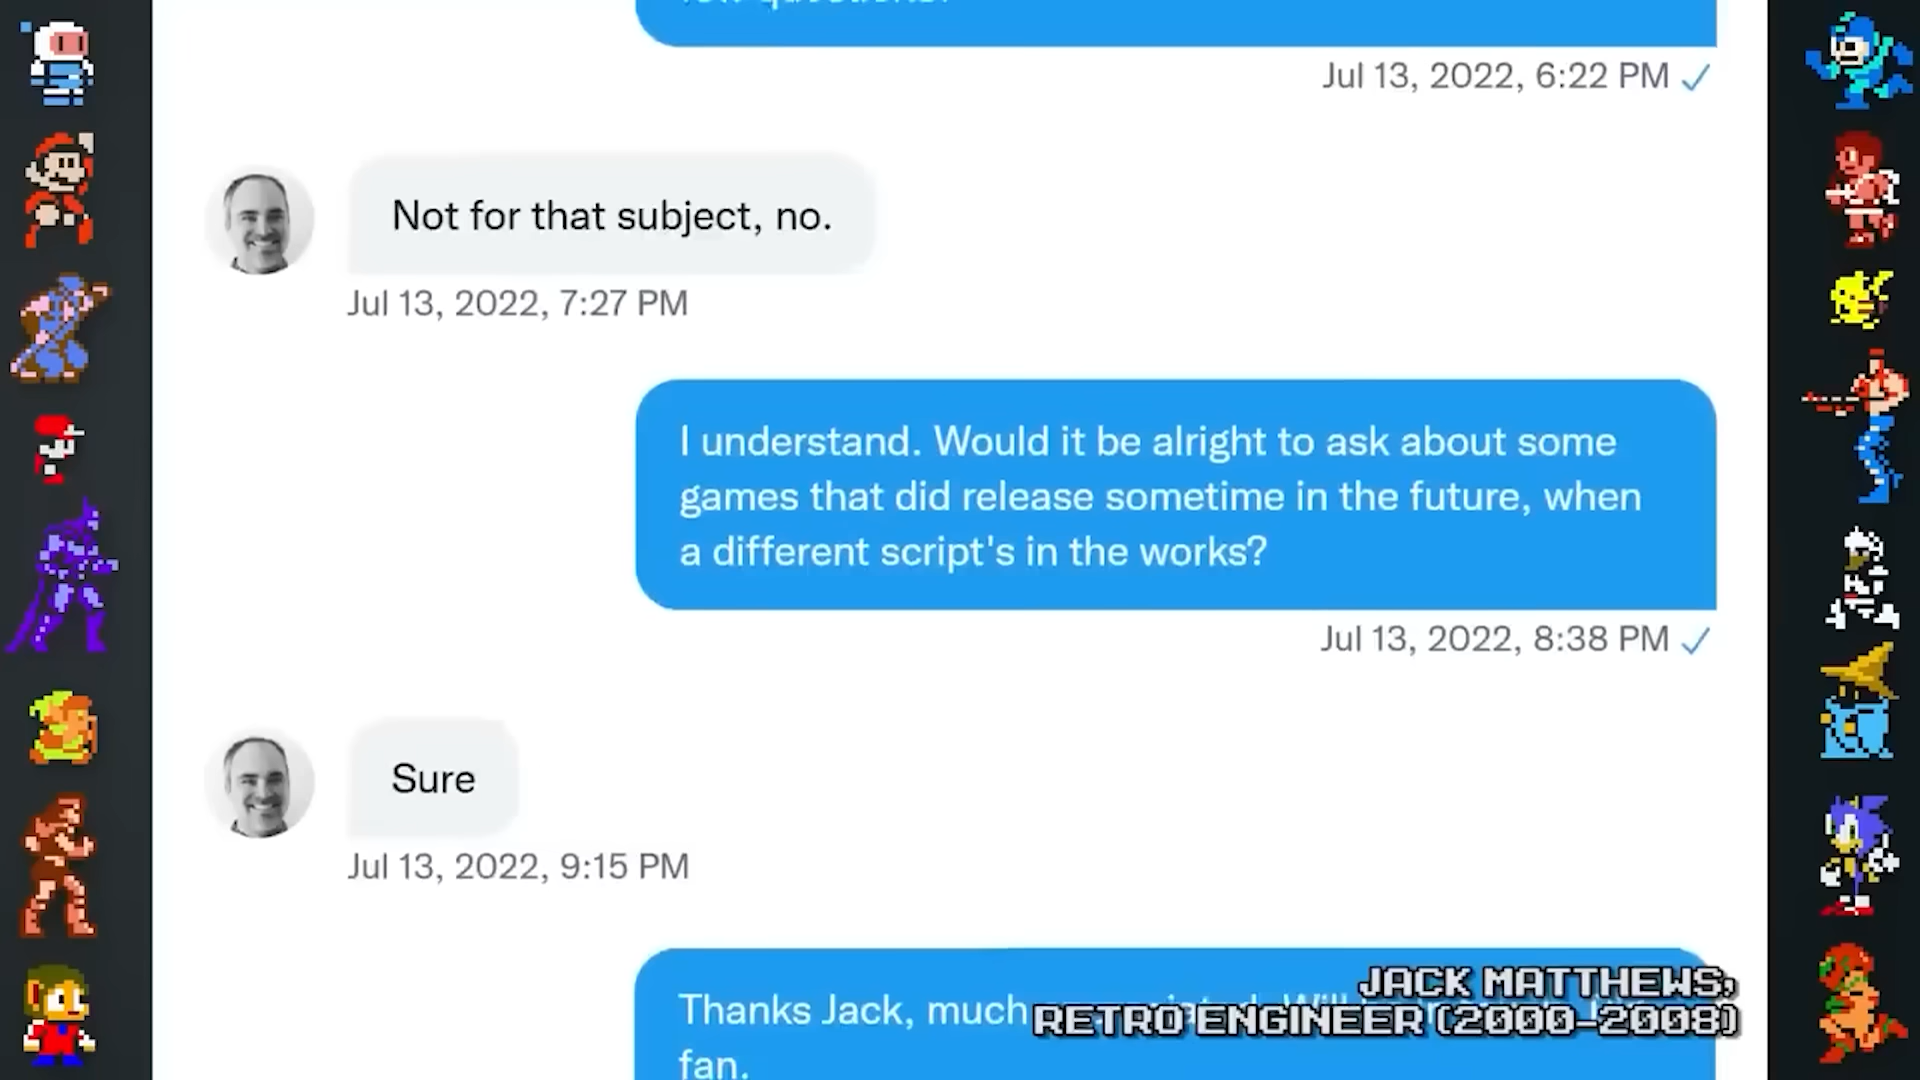 Jul 13, 2022, 6:22 PM
Not for that subject, no.
Jul 13, 2022, 7:27 PM
I understand. Would it be alright to ask about some
games that did release sometime in the future, when
a different script's in the works?
Jul 13, 2022, 8:38 PM
Sure
Jul 13, 2022, 9:15 PM
Thanks Jack, much
fan.
JACK MATTHEWS,
RETRO ENGINEER (2000-2008)